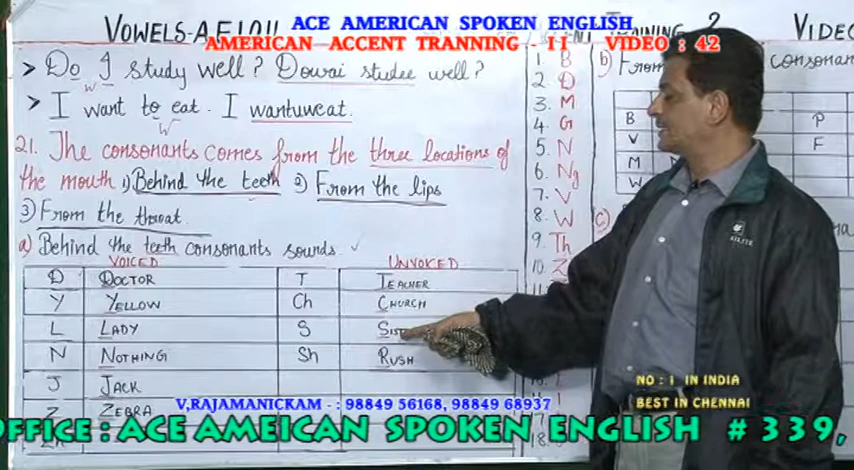 VOWELS-A E I O U
ACE AMERICAN SPOKEN ENGLISH
AMERICAN ACCENT TRANNING - I I VIDEO : 42
VIDEO
➤ Do I study well? Dowai studee well?
w
➤ I want to eat. I wantuweat.
w
21. The consonants comes from the three locations of
the mouth 1) Behind the teeth 2) From the lips
3) From the throat.
a) Behind the teeth consonants sounds.
VOICED UNVOICED
D DOCTOR T TEACHER
Y YELLOW Ch CHURCH
L LADY S
N NOTHING Sh RUSH
J JACK
Z ZEBRA
1. B
2. D
3. M
4. G
5. N
6. Ng
7. V
8. W
9. Th
10. Z
18.
b) From consonan
B P
V F
M
W
c)
V,RAJAMANICKAM - : 98849 56168, 98849 68937
NO : 1 IN INDIA
BEST IN CHENNAI
OFFICE : ACE AMEICAN SPOKEN ENGLISH # 339,